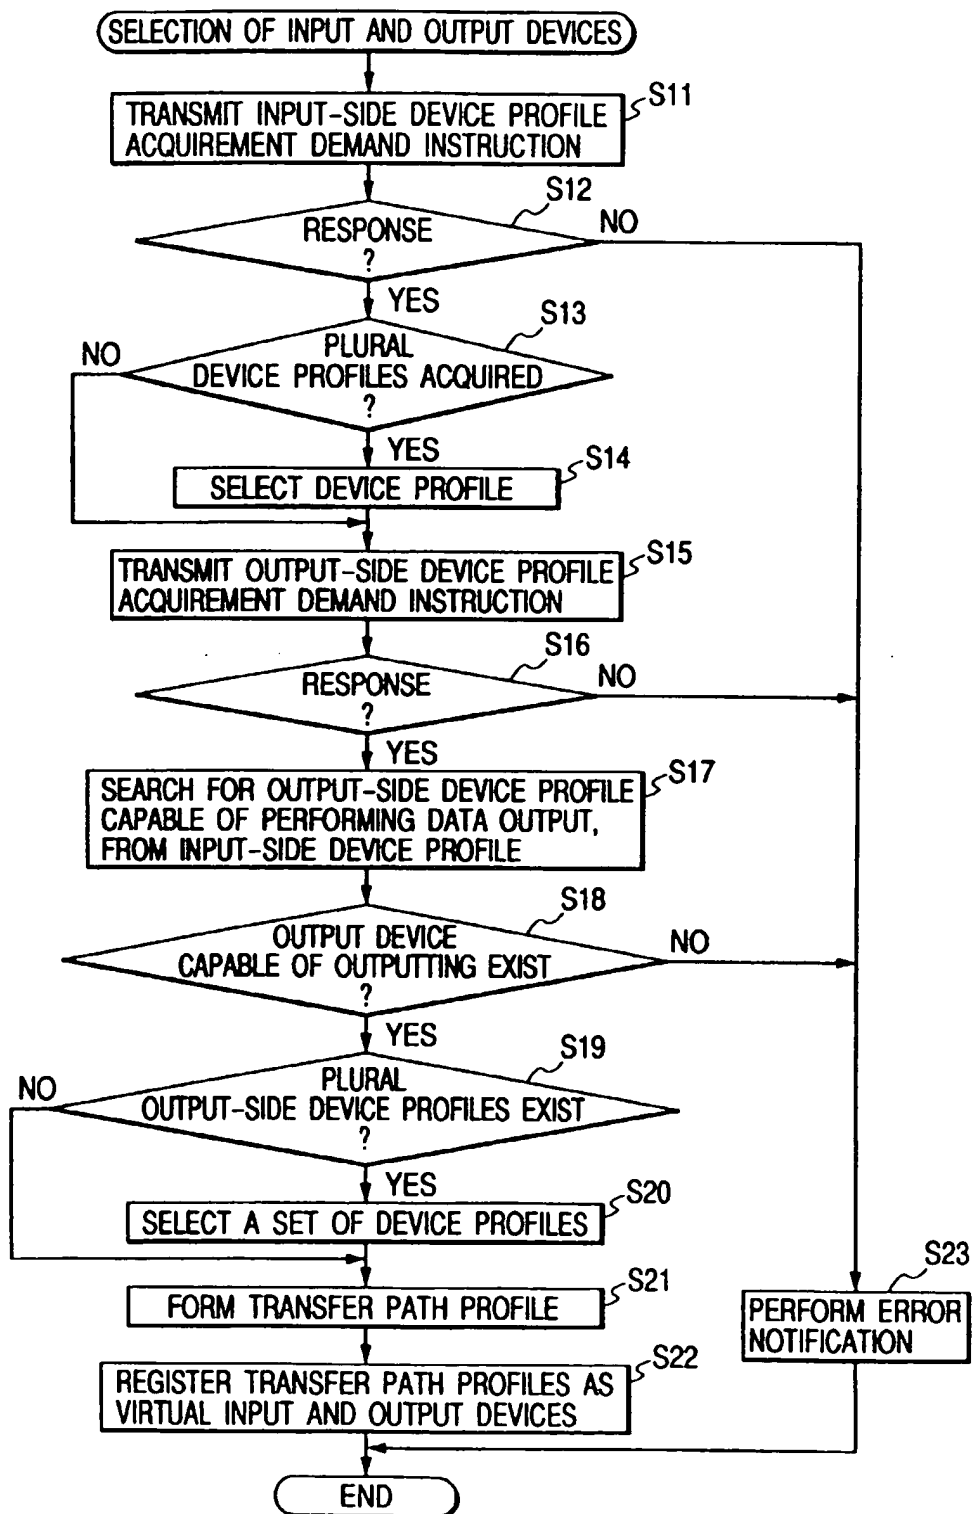 SELECTION OF INPUT AND OUTPUT DEVICES
S11
TRANSMIT INPUT-SIDE DEVICE PROFILE
ACQUIREMENT DEMAND INSTRUCTION
S12
RESPONSE
?
NO
YES
S13
PLURAL
DEVICE PROFILES ACQUIRED
?
NO
YES
S14
SELECT DEVICE PROFILE
S15
TRANSMIT OUTPUT-SIDE DEVICE PROFILE
ACQUIREMENT DEMAND INSTRUCTION
S16
RESPONSE
?
NO
YES
S17
SEARCH FOR OUTPUT-SIDE DEVICE PROFILE
CAPABLE OF PERFORMING DATA OUTPUT,
FROM INPUT-SIDE DEVICE PROFILE
S18
OUTPUT DEVICE
CAPABLE OF OUTPUTTING EXIST
?
NO
YES
S19
PLURAL
OUTPUT-SIDE DEVICE PROFILES EXIST
?
NO
YES
S20
SELECT A SET OF DEVICE PROFILES
S21
FORM TRANSFER PATH PROFILE
S23
PERFORM ERROR
NOTIFICATION
S22
REGISTER TRANSFER PATH PROFILES AS
VIRTUAL INPUT AND OUTPUT DEVICES
END